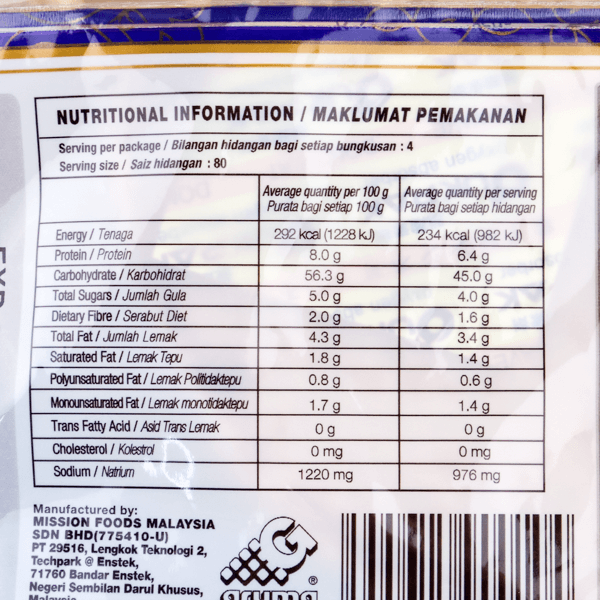 NUTRITIONAL INFORMATION / MAKLUMAT PEMAKANAN
Serving per package / Bilangan hidangan bagi setiap bungkusan : 4
Serving size / Saiz hidangan : 80
Average quantity per 100 g Average quantity per serving
Purata bagi setiap 100 g Purata bagi setiap hidangan
Energy / Tenaga 292 kcal (1228 kJ) 234 kcal (982 kJ)
Protein / Protein 8.0 g 6.4 g
Carbohydrate / Karbohidrat 56.3 g 45.0 g
Total Sugars / Jumlah Gula 5.0 g 4.0 g
Dietary Fibre / Serabut Diet 2.0 g 1.6 g
Total Fat / Jumlah Lemak 4.3 g 3.4 g
Saturated Fat / Lemak Tepu 1.8 g 1.4 g
Polyunsaturated Fat / Lemak Politidaktepu 0.8 g 0.6 g
Monounsaturated Fat / Lemak monotidaktepu 1.7 g 1.4 g
Trans Fatty Acid / Asid Trans Lemak 0 g 0 g
Cholesterol / Kolestrol 0 mg 0 mg
Sodium / Natrium 1220 mg 976 mg
Manufactured by:
MISSION FOODS MALAYSIA
SDN BHD(775410-U)
PT 29516, Lengkok Teknologi 2,
Techpark @ Enstek,
71760 Bandar Enstek,
Negeri Sembilan Darul Khusus,
Malaysia
G
®
gruma